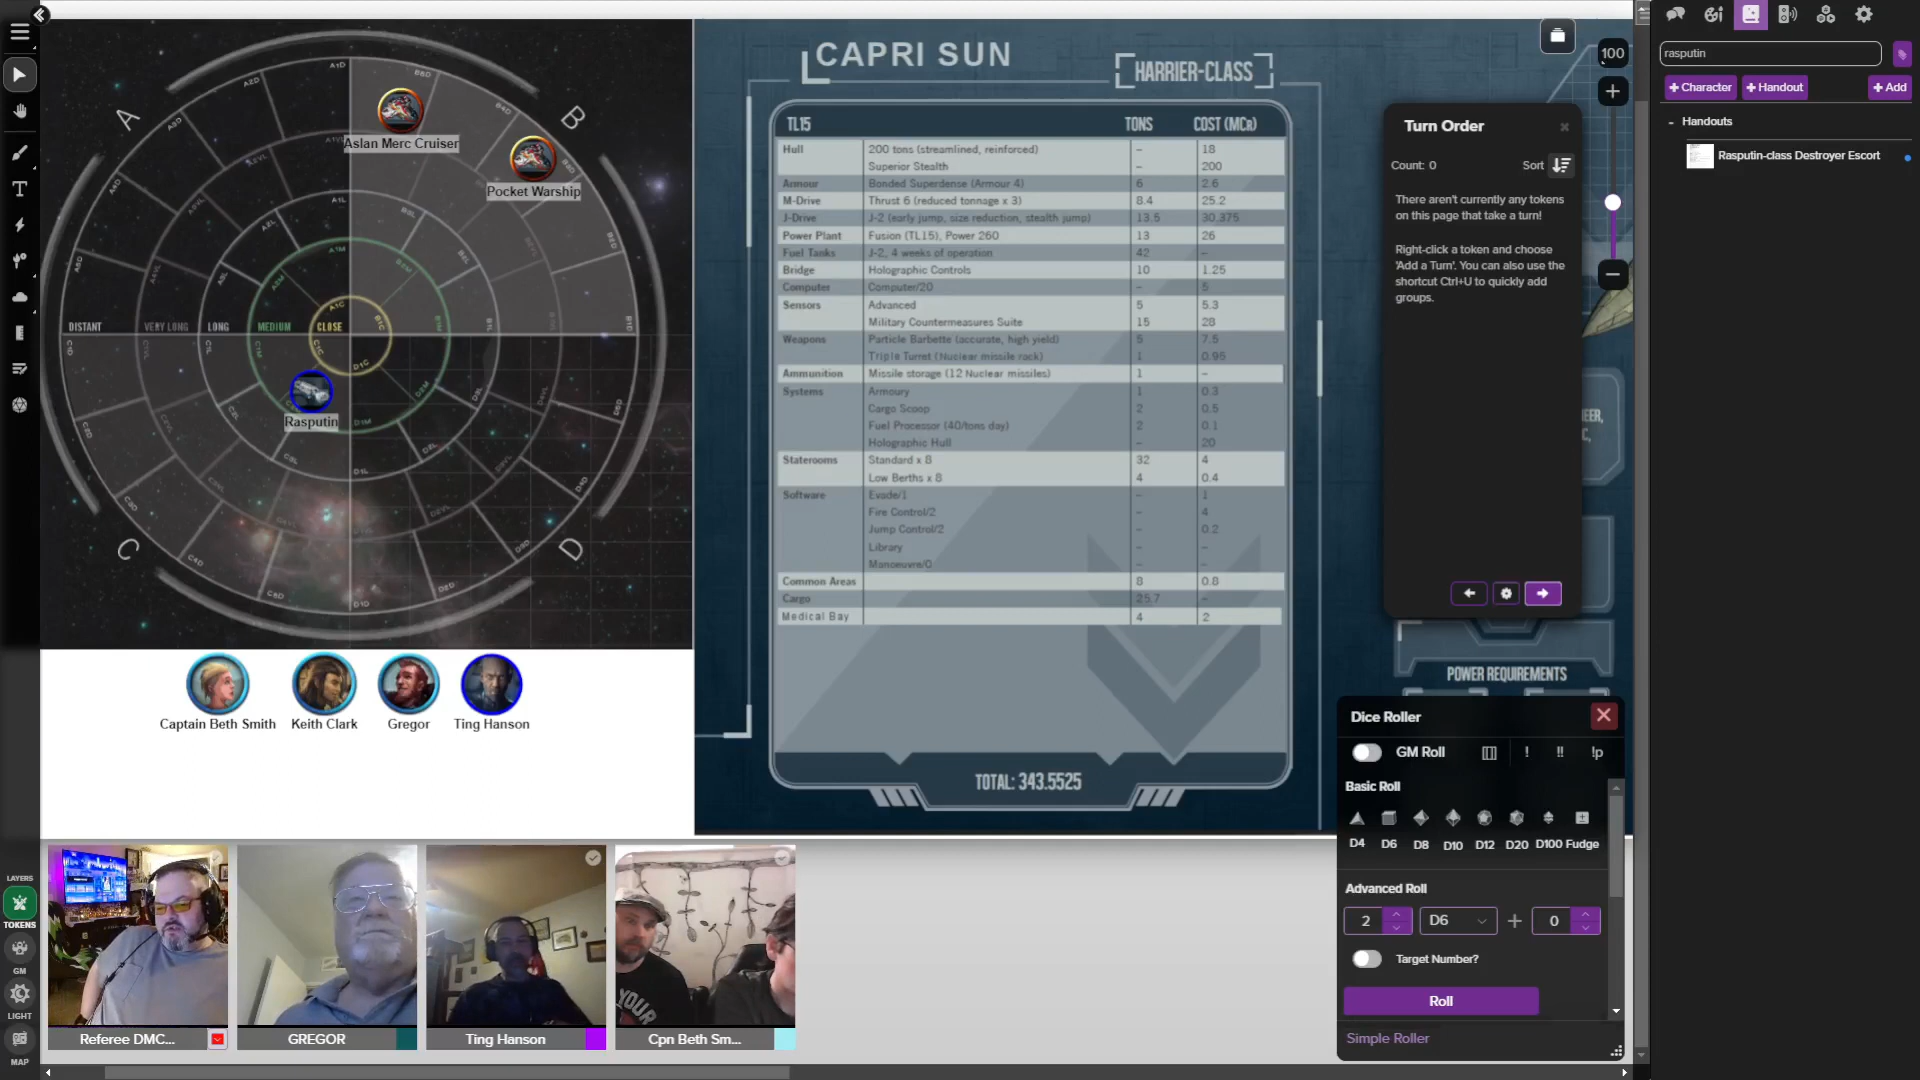 A
B
C
D
DISTANT
VERY LONG
LONG
MEDIUM
CLOSE
Aslan Merc Cruiser
Pocket Warship
Rasputin
Captain Beth Smith
Keith Clark
Gregor
Ting Hanson
CAPRI SUN
HARRIER-CLASS
TL15 TONS COST (MCR)
Hull 200 tons (streamlined, reinforced) – 18
Superior Stealth – 200
Armour Bonded Superdense (Armour 4) 6 2.6
M-Drive Thrust 6 (reduced tonnage x 3) 8.4 25.2
J-Drive J-2 (early jump, size reduction, stealth jump) 13.5 30.375
Power Plant Fusion (TL15), Power 260 13 26
Fuel Tanks J-2, 4 weeks of operation 42 –
Bridge Holographic Controls 10 1.25
Computer Computer/20 – 5
Sensors Advanced 5 5.3
Military Countermeasures Suite 15 28
Weapons Particle Barbette (accurate, high yield) 5 7.5
Triple Turret (Nuclear missile rack) 1 0.95
Ammunition Missile storage (12 Nuclear missiles) 1 –
Systems Armoury 1 0.3
Cargo Scoop 2 0.5
Fuel Processor (40/tons day) 2 0.1
Holographic Hull – 20
Staterooms Standard x 8 32 4
Low Berths x 8 4 0.4
Software Evade/1 – 1
Fire Control/2 – 4
Jump Control/2 – 0.2
Library – –
Manoeuvre/0 – –
Common Areas 8 0.8
Cargo 25.7 –
Medical Bay 4 2
TOTAL: 343.5525
POWER REQUIREMENTS
100
Turn Order
Count: 0 Sort
There aren't currently any tokens
on this page that take a turn!
Right-click a token and choose
'Add a Turn'. You can also use the
shortcut Ctrl+U to quickly add
groups.
Dice Roller
GM Roll [[]] ! !! !p
Basic Roll
D4 D6 D8 D10 D12 D20 D100 Fudge
Advanced Roll
2 D6 + 0
Target Number?
Roll
Simple Roller
rasputin
+ Character + Handout + Add
Handouts
Rasputin-class Destroyer Escort
LAYERS
TOKENS
GM
LIGHT
MAP
YOUR
Referee DMC...
GREGOR
Ting Hanson
Cpn Beth Sm...